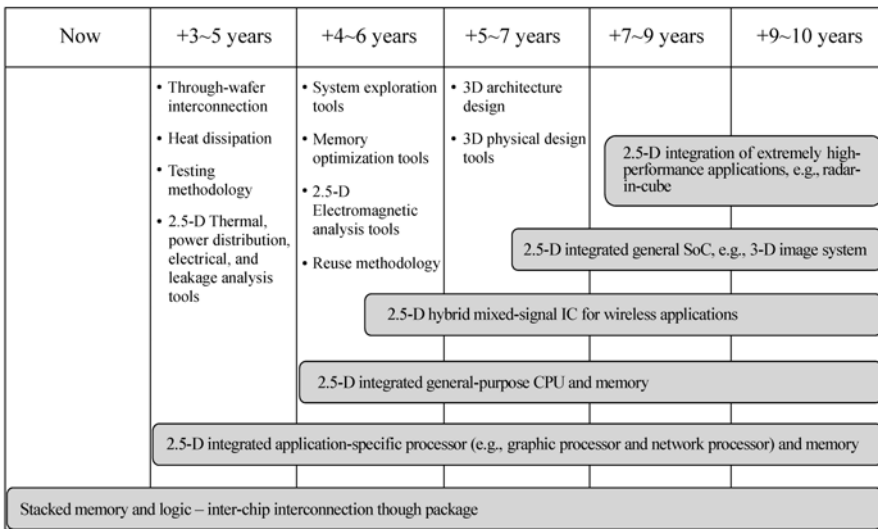 Now
+3~5 years
+4~6 years
+5~7 years
+7~9 years
+9~10 years
• Through-wafer
interconnection
• Heat dissipation
• Testing
methodology
• 2.5-D Thermal,
power distribution,
electrical, and
leakage analysis
tools
• System exploration
tools
• Memory
optimization tools
• 2.5-D
Electromagnetic
analysis tools
• Reuse methodology
• 3D architecture
design
• 3D physical design
tools
2.5-D integration of extremely high-
performance applications, e.g., radar-
in-cube
2.5-D integrated general SoC, e.g., 3-D image system
2.5-D hybrid mixed-signal IC for wireless applications
2.5-D integrated general-purpose CPU and memory
2.5-D integrated application-specific processor (e.g., graphic processor and network processor) and memory
Stacked memory and logic – inter-chip interconnection though package